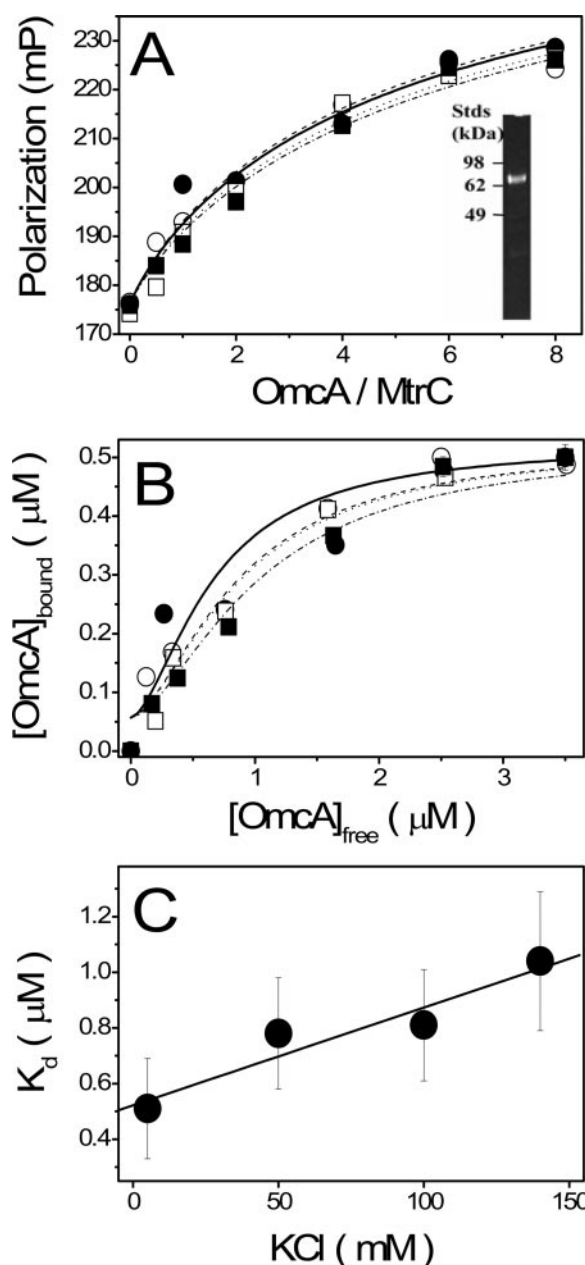 A
Polarization (mP)
230
220
210
200
190
180
170
Stds
(kDa)
98
62
49
0 2 4 6 8
OmcA / MtrC
B
[OmcA]bound ( μM)
0.5
0.4
0.3
0.2
0.1
0.0
0 1 2 3
[OmcA]free ( μM)
C
Kd ( μM)
1.2
1.0
0.8
0.6
0.4
0 50 100 150
KCl ( mM)